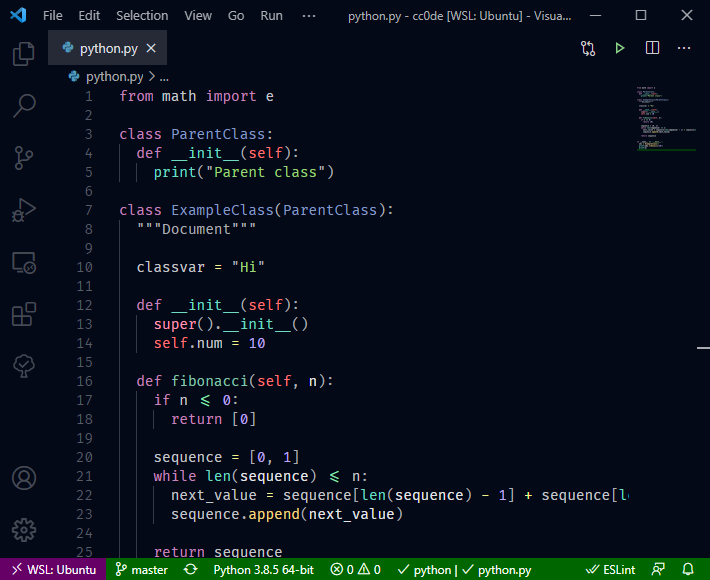 File Edit Selection View Go Run ··· python.py - cc0de [WSL: Ubuntu] - Visua...
python.py
python.py > ...
1 from math import e
2
3 class ParentClass:
4 def __init__(self):
5 print("Parent class")
6
7 class ExampleClass(ParentClass):
8 """Document"""
9
10 classvar = "Hi"
11
12 def __init__(self):
13 super().__init__()
14 self.num = 10
15
16 def fibonacci(self, n):
17 if n ⩽ 0:
18 return [0]
19
20 sequence = [0, 1]
21 while len(sequence) ⩽ n:
22 next_value = sequence[len(sequence) - 1] + sequence[l
23 sequence.append(next_value)
24
25 return sequence
WSL: Ubuntu master Python 3.8.5 64-bit 0 0 ✓ python | ✓ python.py ESLint